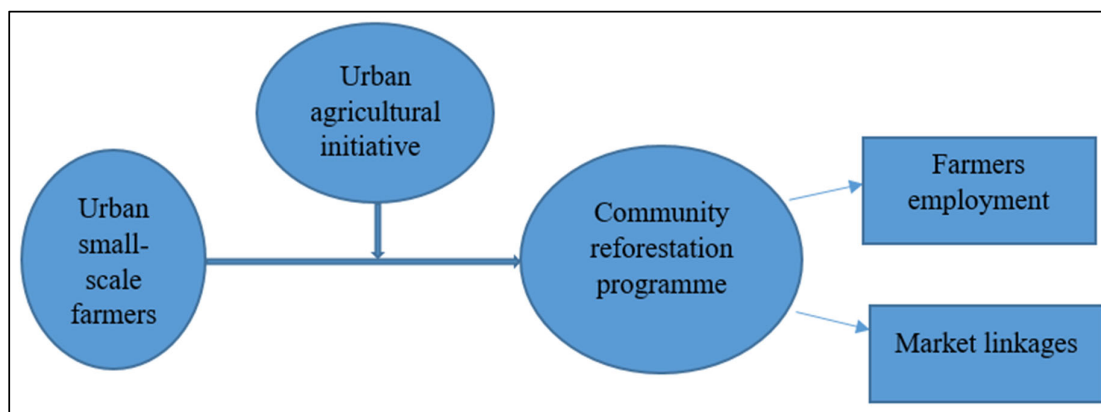 Urban
agricultural
initiative
Urban
small-
scale
farmers
Community
reforestation
programme
Farmers
employment
Market linkages